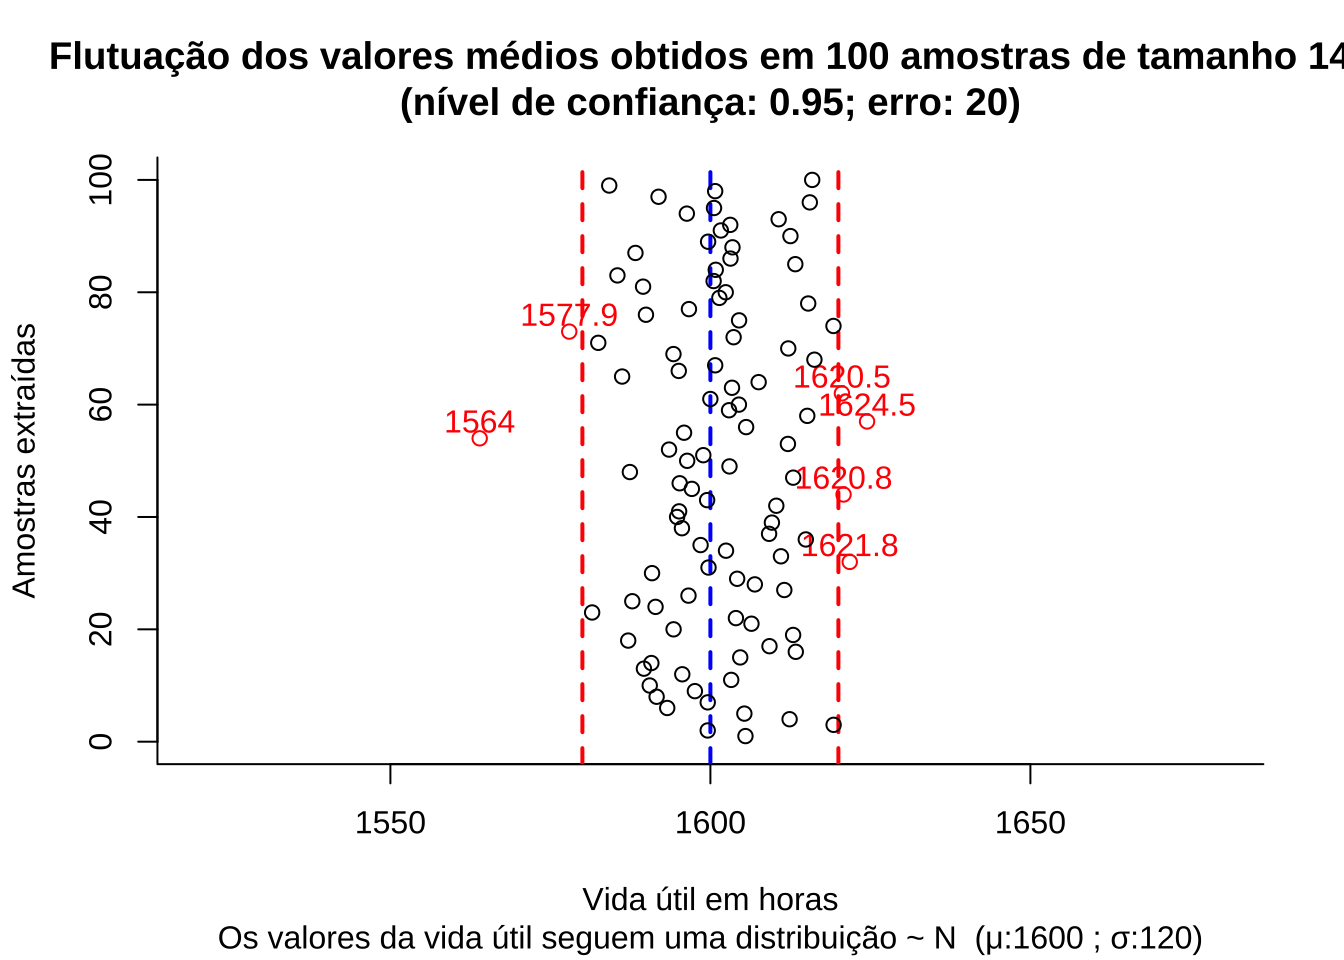 Flutuação dos valores médios obtidos em 100 amostras de tamanho 14
(nível de confiança: 0.95; erro: 20)
Amostras extraídas
100
80
60
40
20
0
1577.9
1620.5
1624.5
1564
1620.8
1621.8
1550 1600 1650
Vida útil em horas
Os valores da vida útil seguem uma distribuição ~ N (μ:1600 ; σ:120)